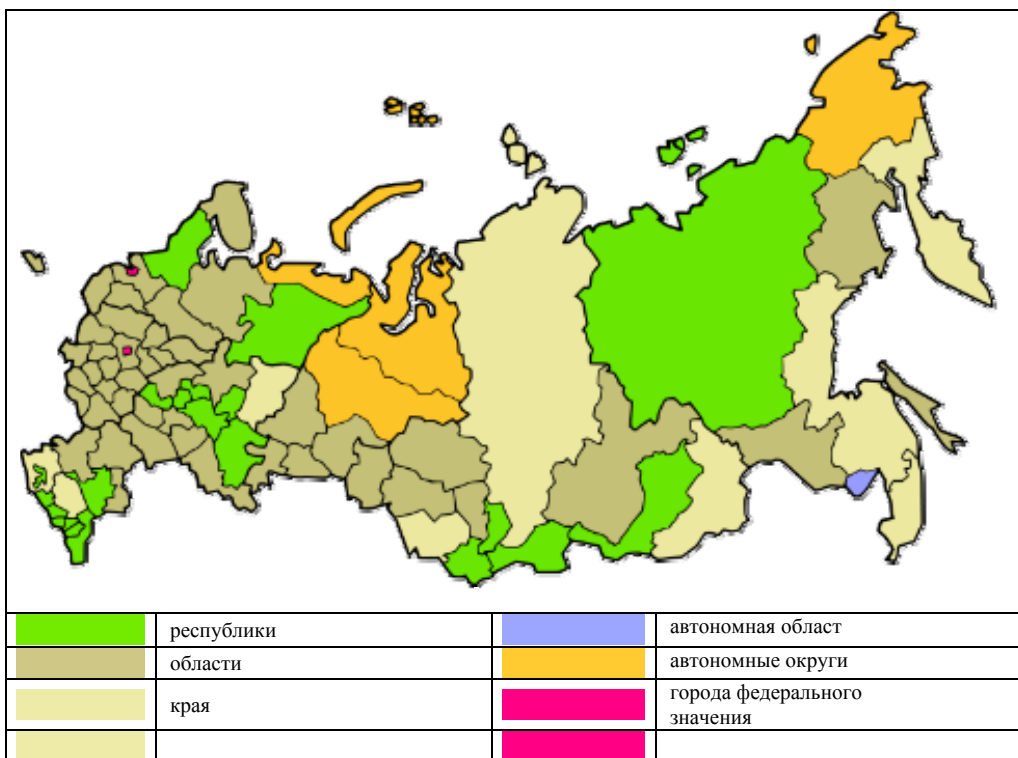 республики
автономная област
области
автономные округи
края
города федерального
значения